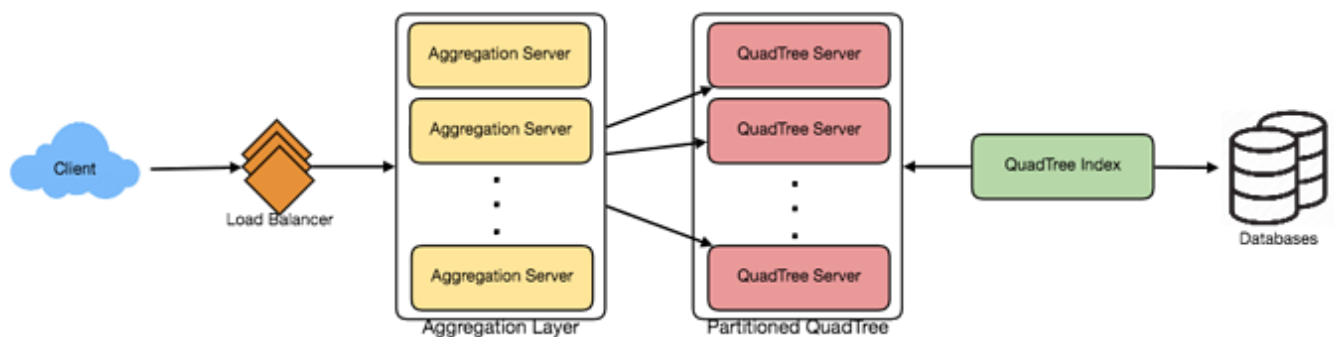 Client
Load Balancer
Aggregation Server
Aggregation Server
Aggregation Server
Aggregation Layer
QuadTree Server
QuadTree Server
QuadTree Server
Partitioned QuadTree
QuadTree Index
Databases